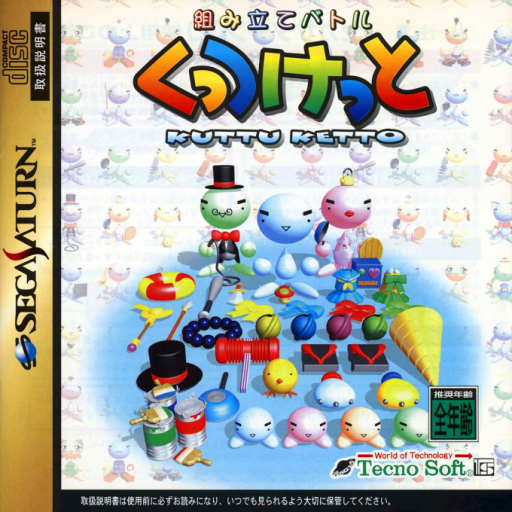 COMPACT
disc
取扱説明書
SEGA SATURN™
組み立てバトル
くっつけっと
KUTTU KETTO
推奨年齢
全年齢
World of Technology
Tecno Soft®
取扱説明書は使用前に必ずお読みになり、いつでも見られるよう大切に保管してください。